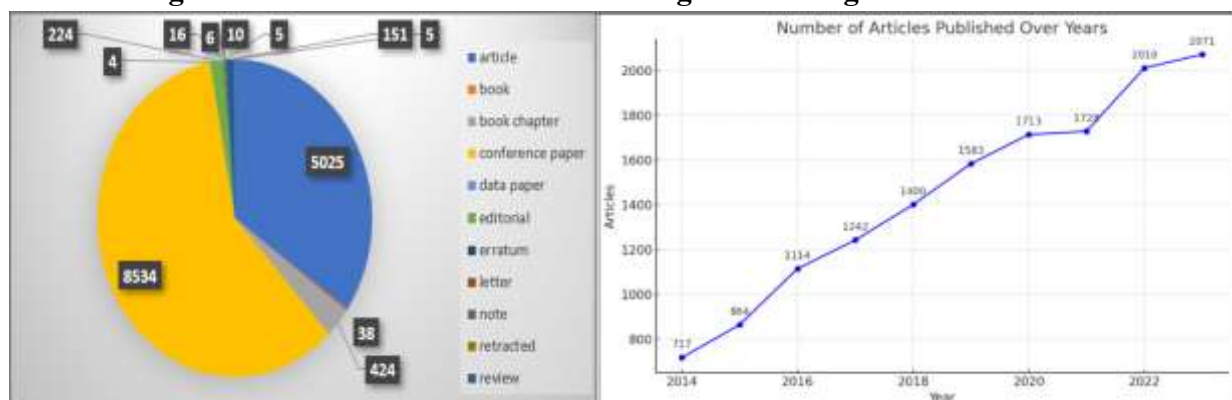 224
16
6
10
5
151
5
4
5025
8534
38
424
article
book
book chapter
conference paper
data paper
editorial
erratum
letter
note
retracted
review
Number of Articles Published Over Years
Articles
2000
1800
1600
1400
1200
1000
800
717
864
1114
1242
1400
1583
1713
2010
2071
2014
2016
2018
2020
2022
Year